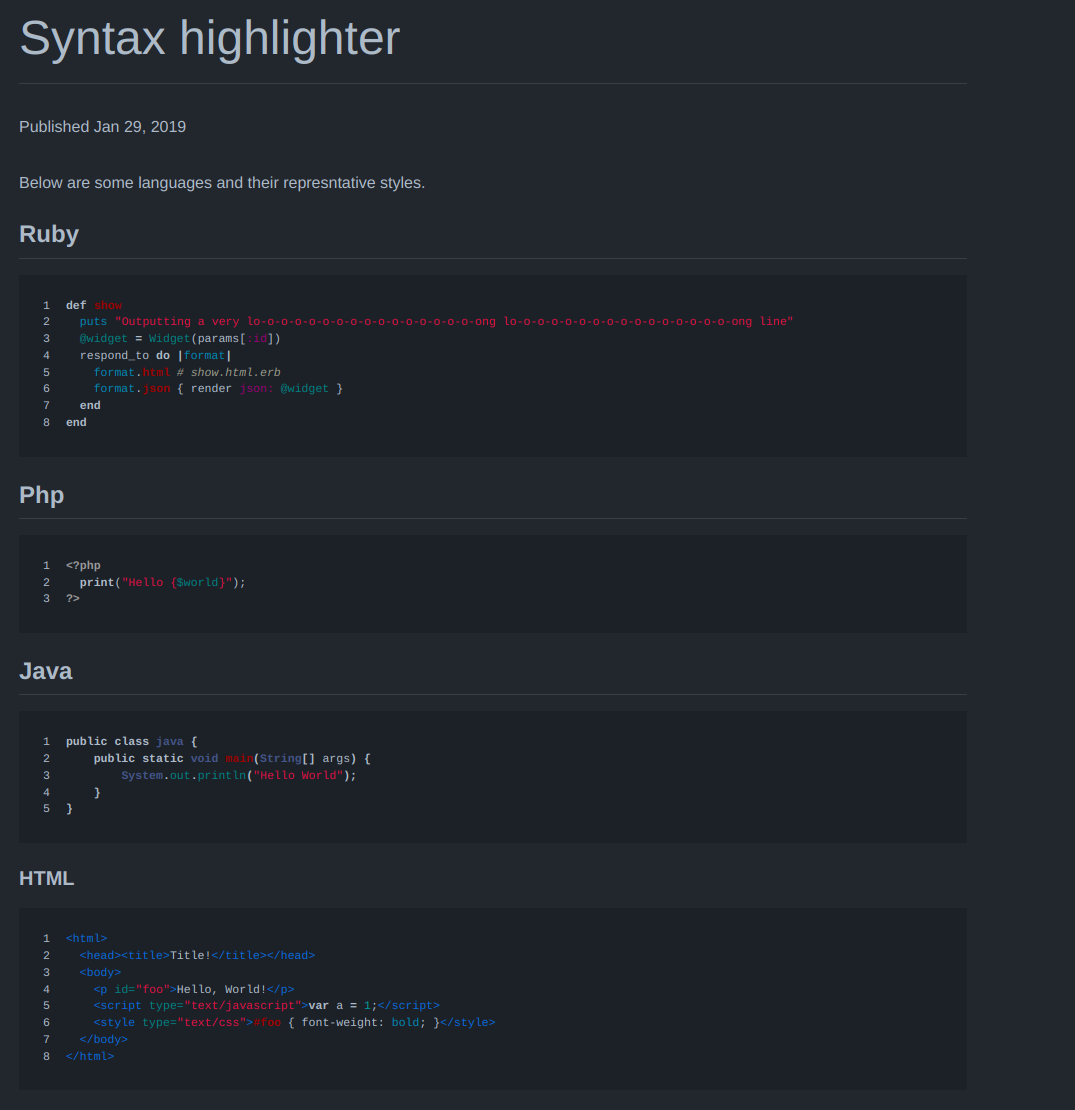 Syntax highlighter
Published Jan 29, 2019
Below are some languages and their represntative styles.
Ruby
1 def show
2   puts "Outputting a very lo-o-o-o-o-o-o-o-o-o-o-o-o-o-o-o-ong lo-o-o-o-o-o-o-o-o-o-o-o-o-o-o-o-ong line"
3   @widget = Widget(params[:id])
4   respond_to do |format|
5     format.html # show.html.erb
6     format.json { render json: @widget }
7   end
8 end
Php
1 <?php
2   print("Hello {$world}");
3 ?>
Java
1 public class java {
2     public static void main(String[] args) {
3         System.out.println("Hello World");
4     }
5 }
HTML
1 <html>
2   <head><title>Title!</title></head>
3   <body>
4     <p id="foo">Hello, World!</p>
5     <script type="text/javascript">var a = 1;</script>
6     <style type="text/css">#foo { font-weight: bold; }</style>
7   </body>
8 </html>